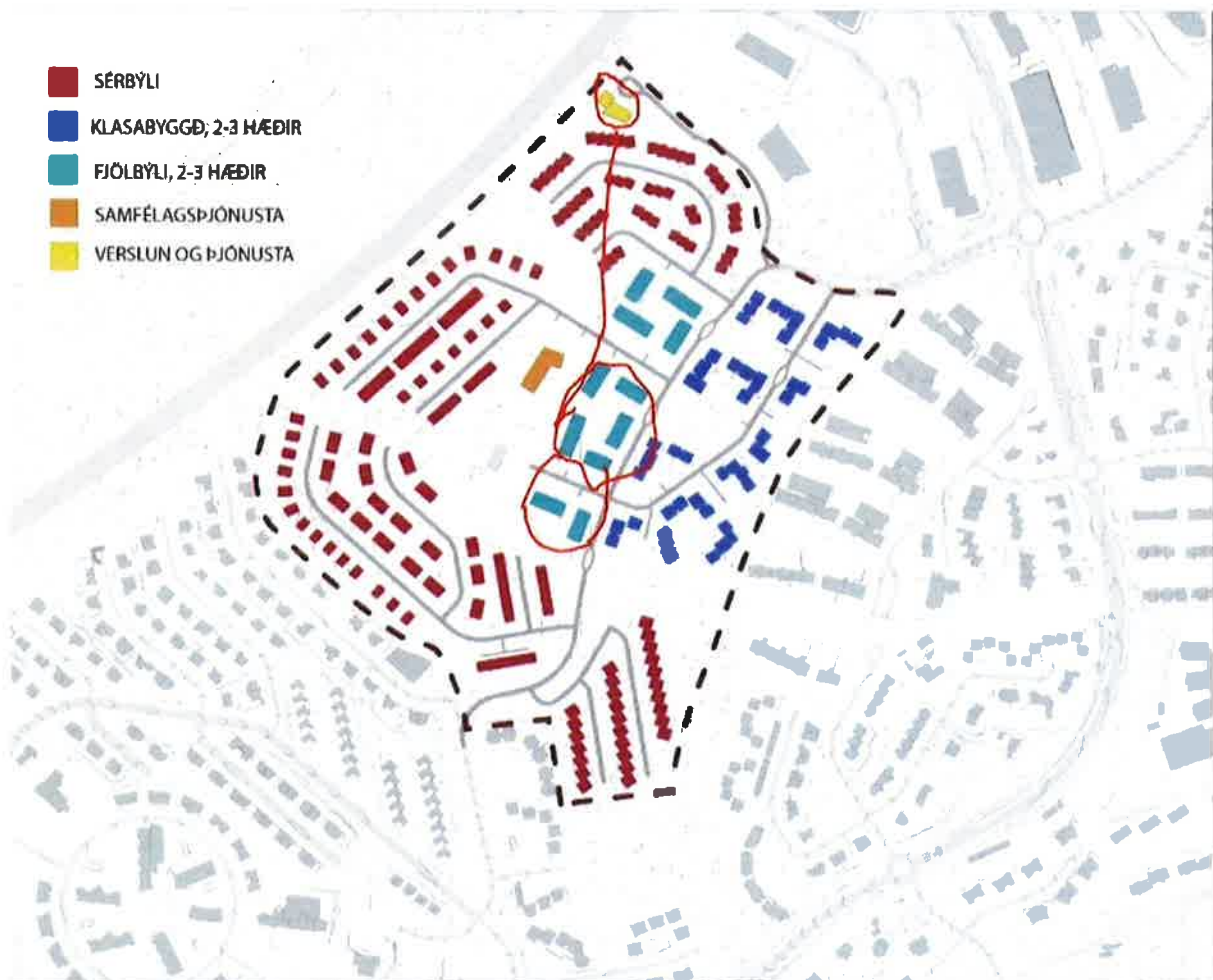 SÉRBÝLI
KLASABYGGÐ, 2-3 HÆÐIR
FJÖLBÝLI, 2-3 HÆÐIR
SAMFÉLAGSÞJÓNUSTA
VERSLUN OG ÞJÓNUSTA